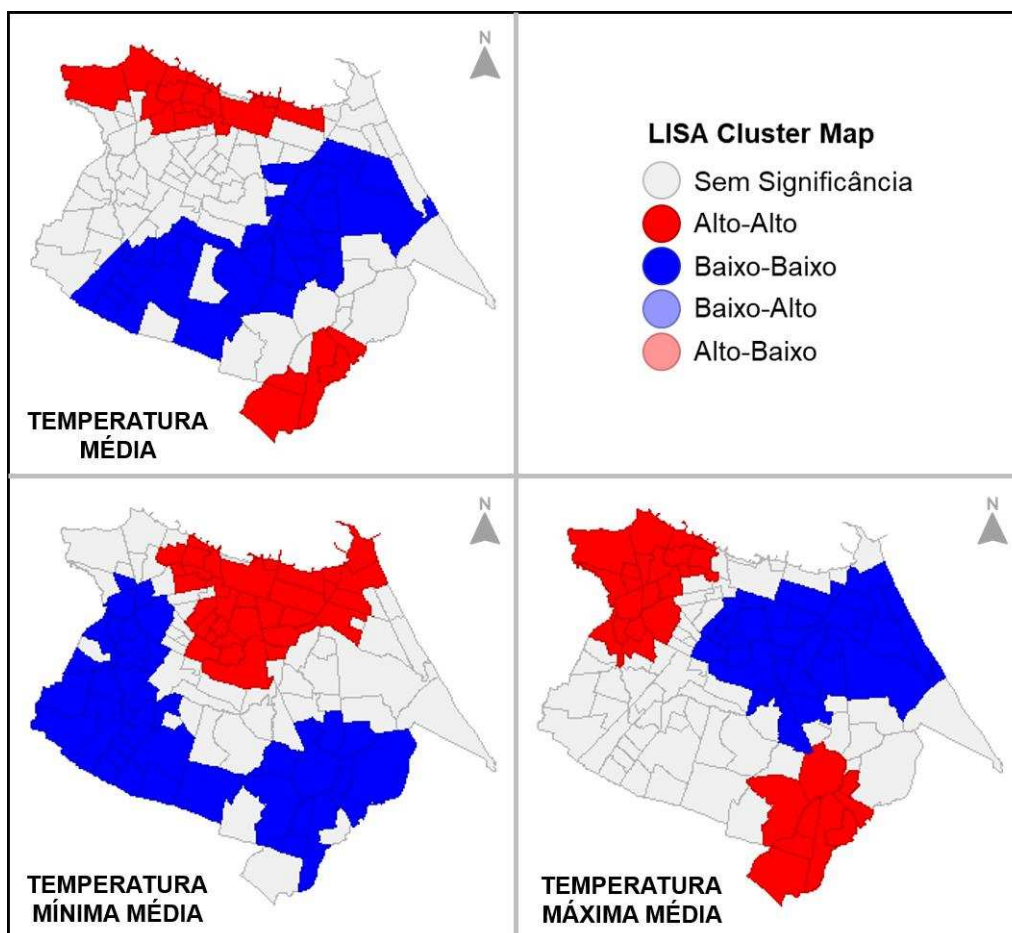 N
LISA Cluster Map
Sem Significância
Alto-Alto
Baixo-Baixo
Baixo-Alto
Alto-Baixo
TEMPERATURA
MÉDIA
N
TEMPERATURA
MÍNIMA MÉDIA
N
TEMPERATURA
MÁXIMA MÉDIA